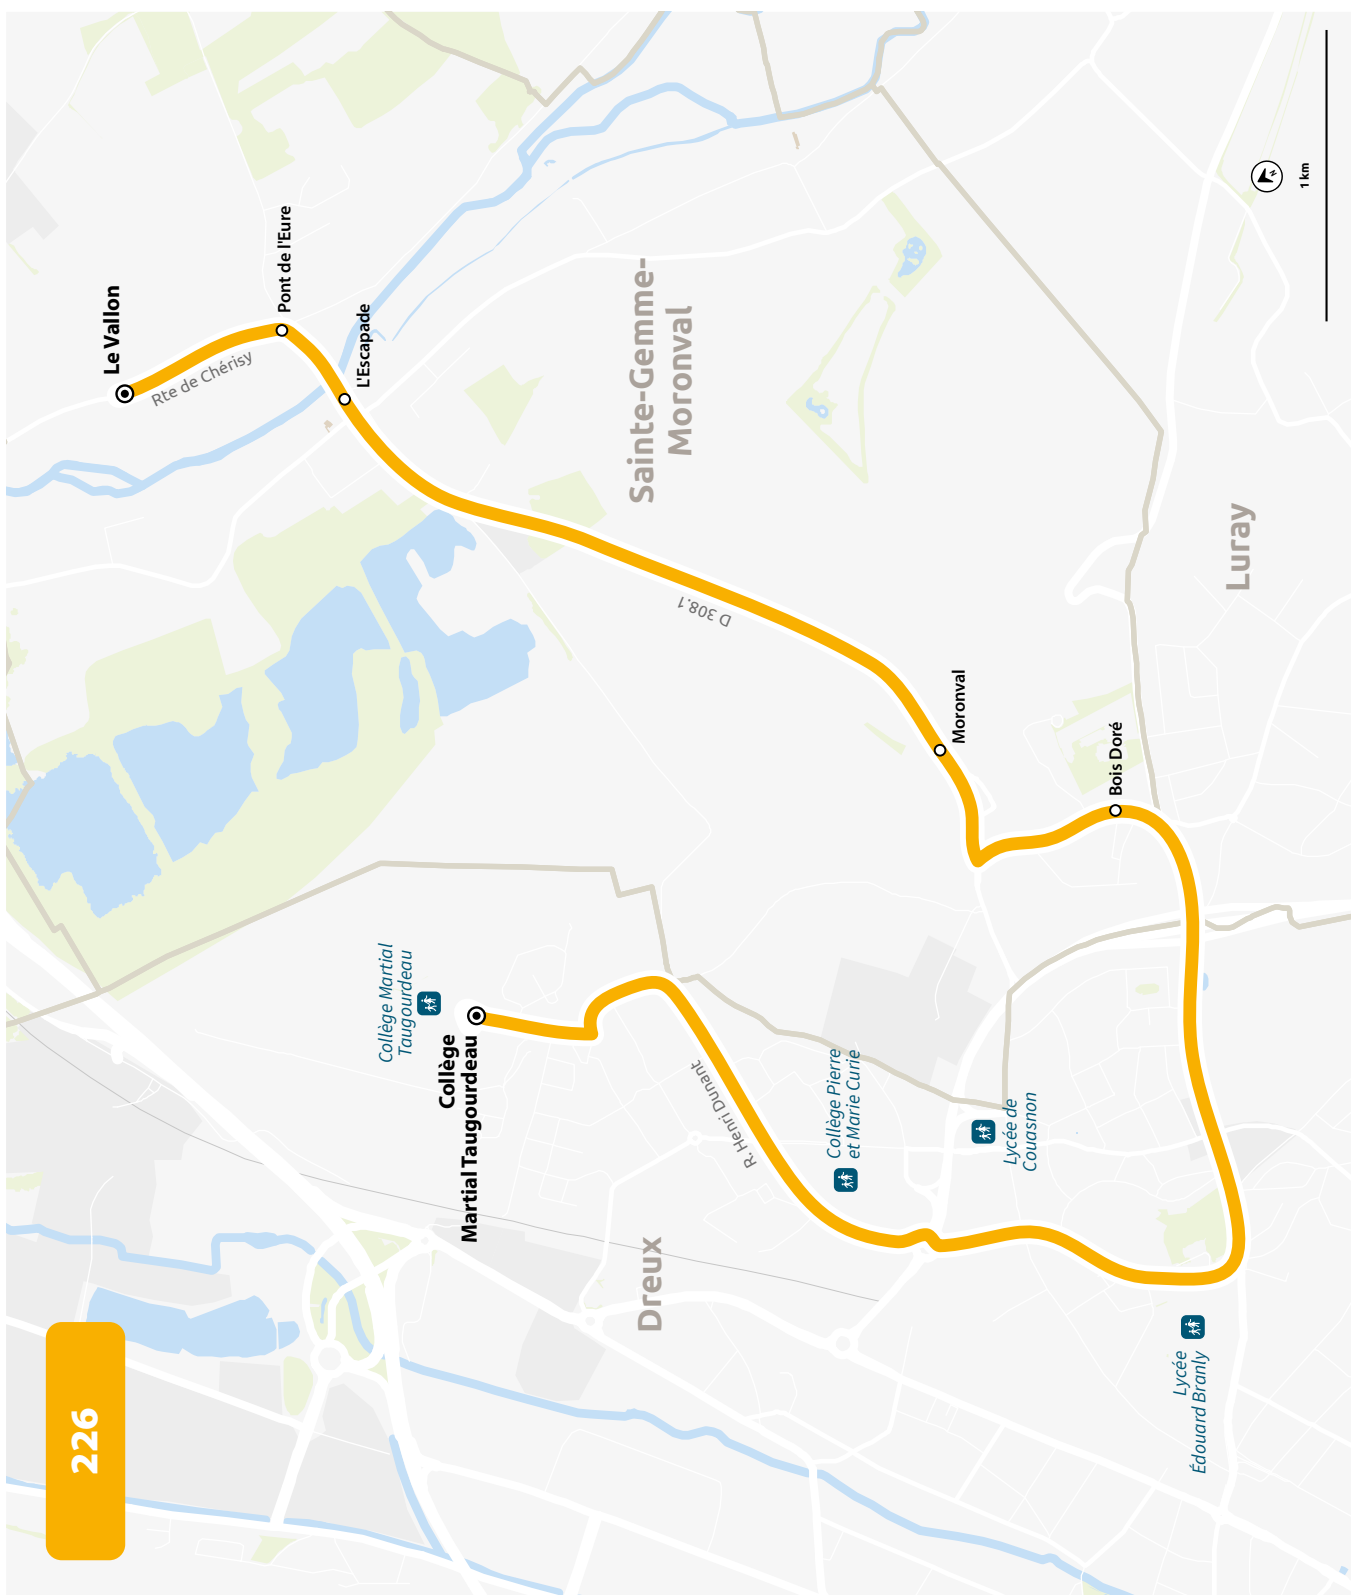 226
Le Vallon
Rte de Chérisy
Pont de l'Eure
L'Escapade
Sainte-Gemme-
Moronval
D 308.1
Moronval
Bois Doré
Luray
1 km
N
Collège Martial
Taugourdeau
Collège
Martial Taugourdeau
R. Henri Dunant
Collège Pierre
et Marie Curie
Lycée de
Couasnon
Dreux
Lycée
Édouard Branly